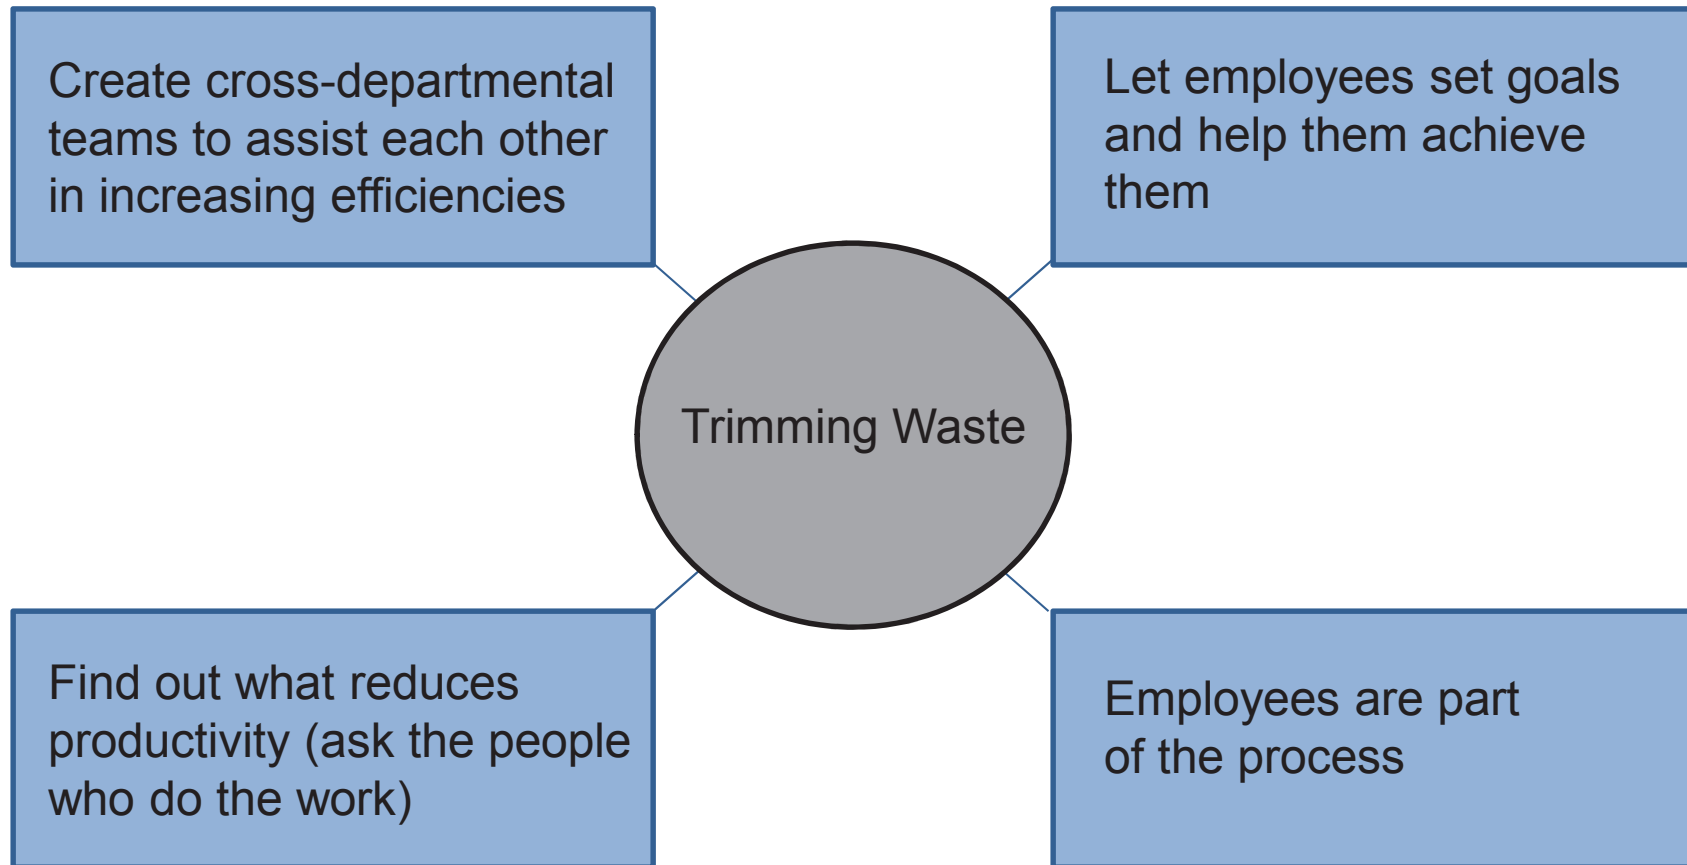 Create cross-departmental
teams to assist each other
in increasing efficiencies
Let employees set goals
and help them achieve
them
Trimming Waste
Find out what reduces
productivity (ask the people
who do the work)
Employees are part
of the process